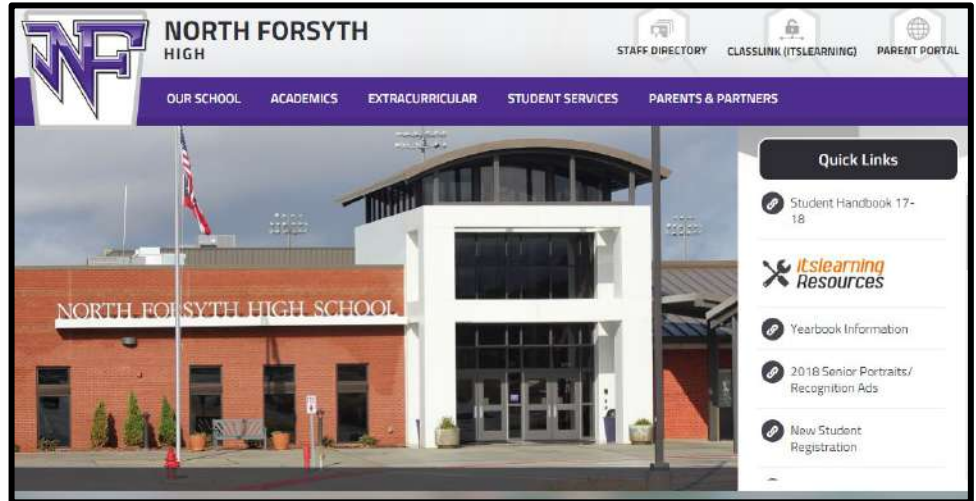 NF
NORTH FORSYTH
HIGH
STAFF DIRECTORY
CLASSLINK (ITSLEARNING)
PARENT PORTAL
OUR SCHOOL
ACADEMICS
EXTRACURRICULAR
STUDENT SERVICES
PARENTS & PARTNERS
NORTH FORSYTH HIGH SCHOOL
Quick Links
Student Handbook 17-
18
itslearning
Resources
Yearbook Information
2018 Senior Portraits/
Recognition Ads
New Student
Registration